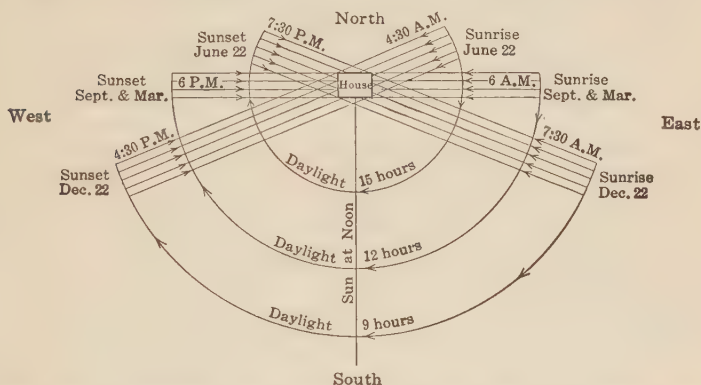 North
7:30 P.M.
4:30 A.M.
Sunset
June 22
Sunrise
June 22
Sunset
Sept. & Mar.
6 P.M.
House
6 A.M.
Sunrise
Sept. & Mar.
West
East
4:30 P.M.
7:30 A.M.
Sunset
Dec. 22
Sunrise
Dec. 22
Daylight 15 hours
Daylight 12 hours
Daylight 9 hours
Sun at Noon
South